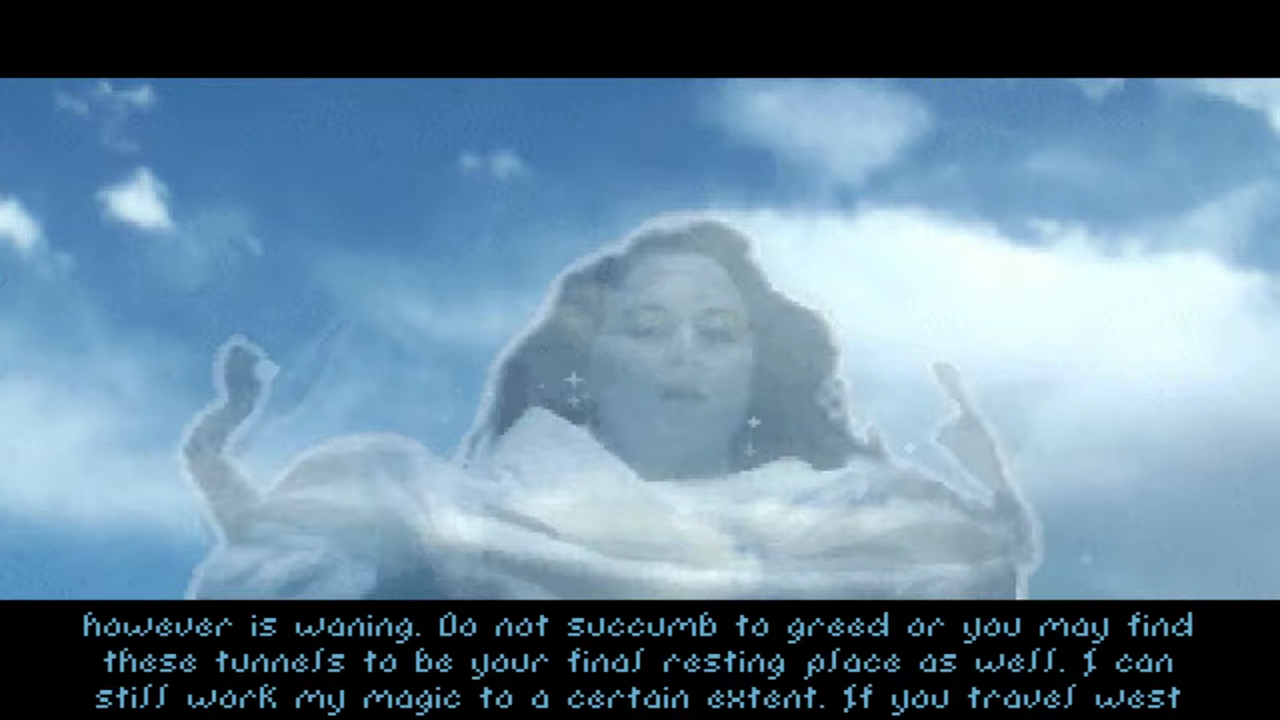 however is waning. Do not succumb to greed or you may find
these tunnels to be your final resting place as well. I can
still work my magic to a certain extent. If you travel west